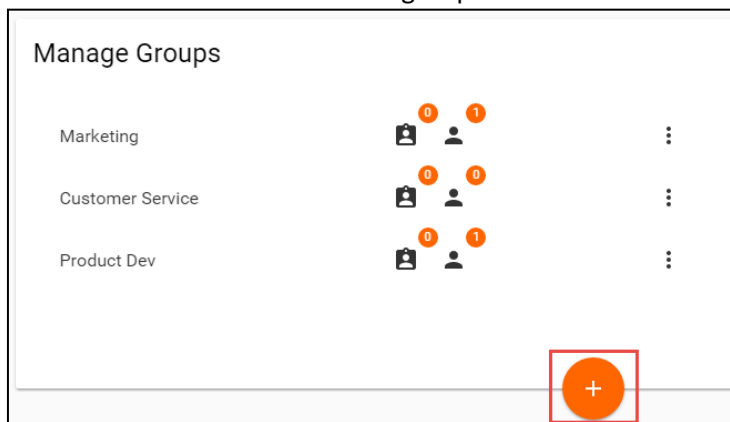 Manage Groups
Marketing 0 1
Customer Service 0 0
Product Dev 0 1
+